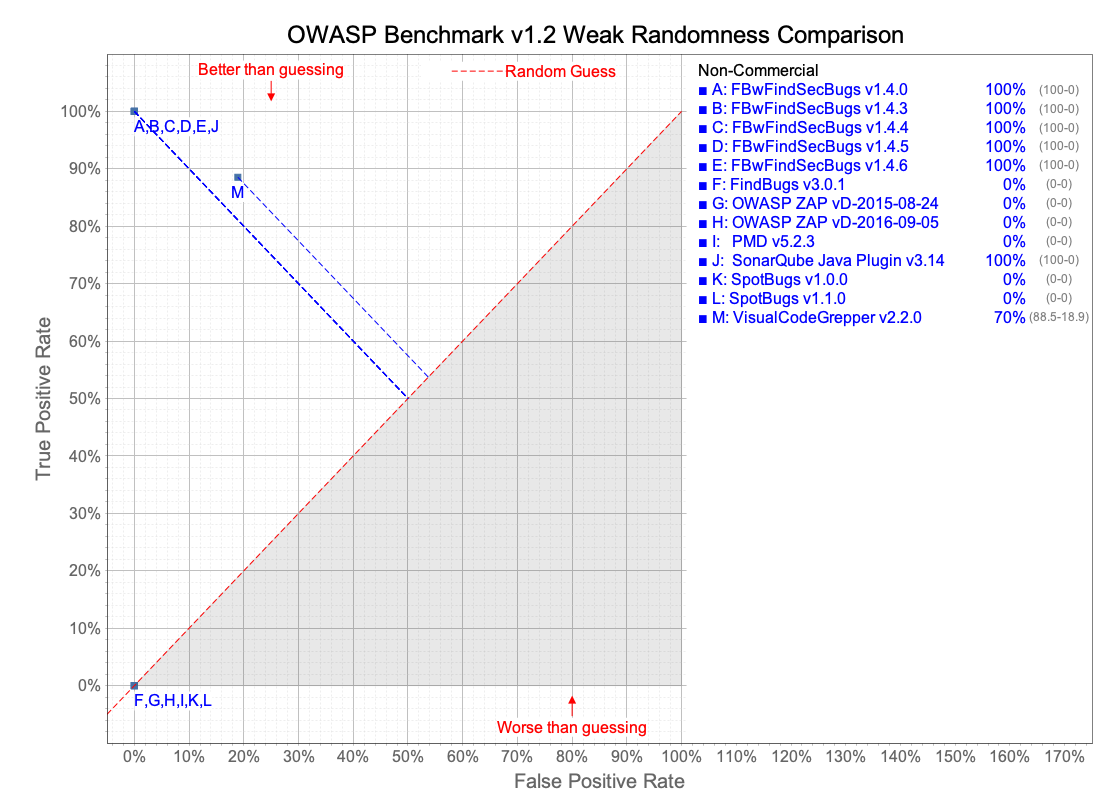 OWASP Benchmark v1.2 Weak Randomness Comparison
Better than guessing
Random Guess
Non-Commercial
A: FBwFindSecBugs v1.4.0 100% (100-0)
B: FBwFindSecBugs v1.4.3 100% (100-0)
C: FBwFindSecBugs v1.4.4 100% (100-0)
D: FBwFindSecBugs v1.4.5 100% (100-0)
E: FBwFindSecBugs v1.4.6 100% (100-0)
F: FindBugs v3.0.1 0% (0-0)
G: OWASP ZAP vD-2015-08-24 0% (0-0)
H: OWASP ZAP vD-2016-09-05 0% (0-0)
I: PMD v5.2.3 0% (0-0)
J: SonarQube Java Plugin v3.14 100% (100-0)
K: SpotBugs v1.0.0 0% (0-0)
L: SpotBugs v1.1.0 0% (0-0)
M: VisualCodeGrepper v2.2.0 70% (88.5-18.9)
True Positive Rate
100%
90%
80%
70%
60%
50%
40%
30%
20%
10%
0%
A,B,C,D,E,J
M
F,G,H,I,K,L
Worse than guessing
0% 10% 20% 30% 40% 50% 60% 70% 80% 90% 100% 110% 120% 130% 140% 150% 160% 170%
False Positive Rate